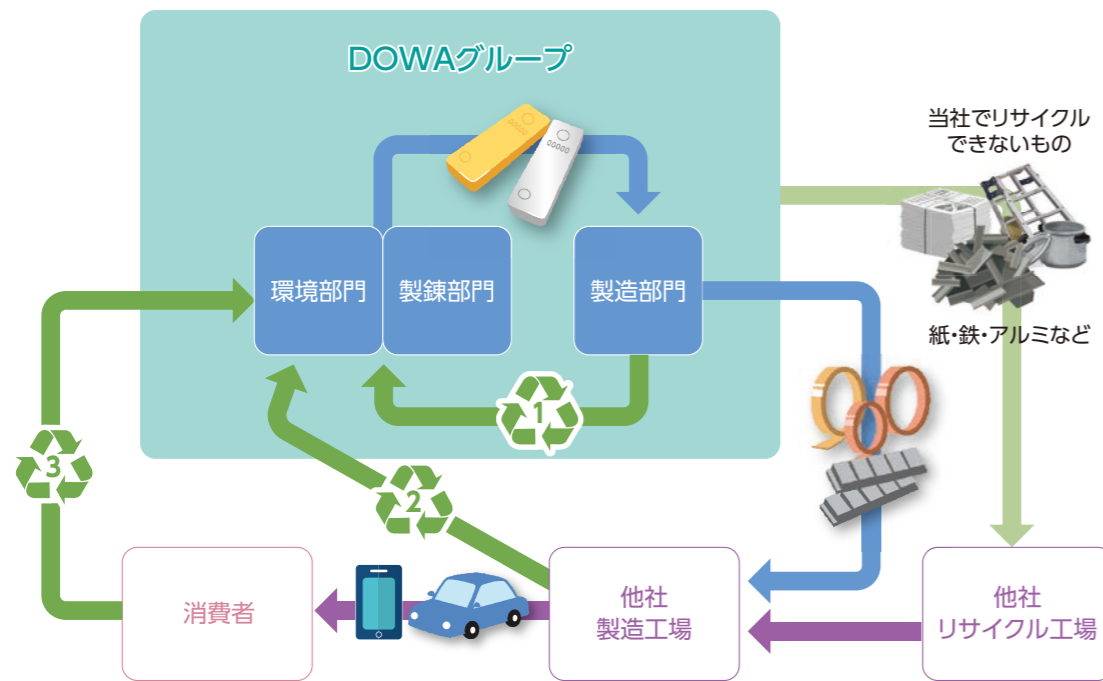 DOWAグループ
当社でリサイクル
できないもの
00000
00000
環境部門
製錬部門
製造部門
紙・鉄・アルミなど
1
3
2
消費者
他社
製造工場
他社
リサイクル工場